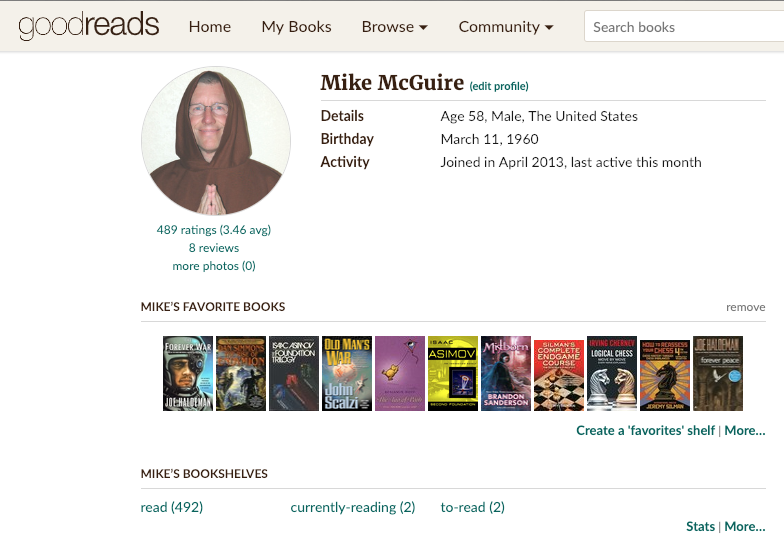 goodreads
Home My Books Browse Community Search books
Mike McGuire (edit profile)
Details Age 58, Male, The United States
Birthday March 11, 1960
Activity Joined in April 2013, last active this month
489 ratings (3.46 avg)
8 reviews
more photos (0)
MIKE'S FAVORITE BOOKS remove
FOREVER WAR
JOE HALDEMAN
DAN SIMMONS
ISAAC ASIMOV
FOUNDATION
TRILOGY
OLD MAN'S
WAR
John
Scalzi
ISAAC
ASIMOV
SECOND FOUNDATION
Mistborn
BRANDON
SANDERSON
SILMAN'S
COMPLETE
ENDGAME
COURSE
IRVING CHERNEV
LOGICAL CHESS
MOVE BY MOVE
HOW TO REASSESS
YOUR CHESS
JEREMY SILMAN
JOE HALDEMAN
forever peace
Create a 'favorites' shelf | More...
MIKE'S BOOKSHELVES
read (492) currently-reading (2) to-read (2)
Stats | More...